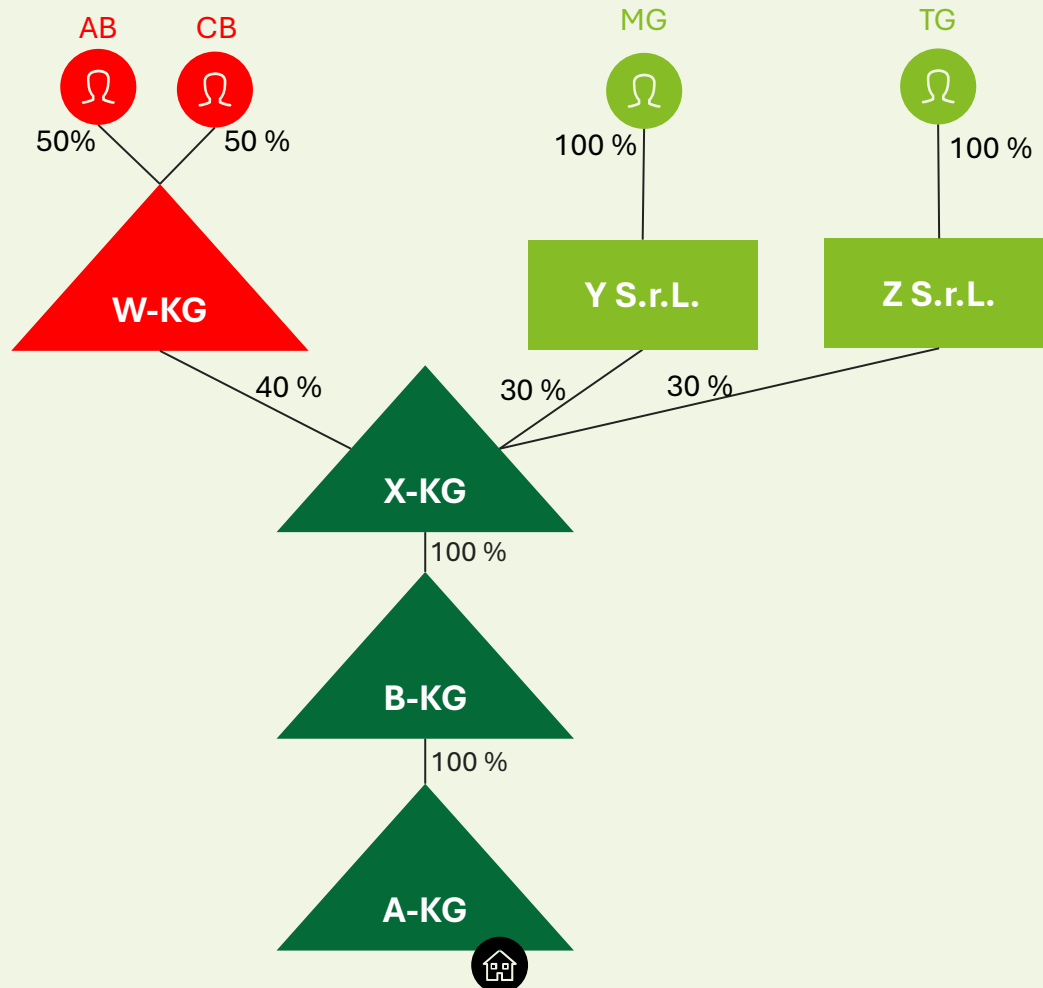 AB
CB
MG
TG
50%
50 %
100 %
100 %
W-KG
Y S.r.L.
Z S.r.L.
40 %
30 %
30 %
X-KG
100 %
B-KG
100 %
A-KG